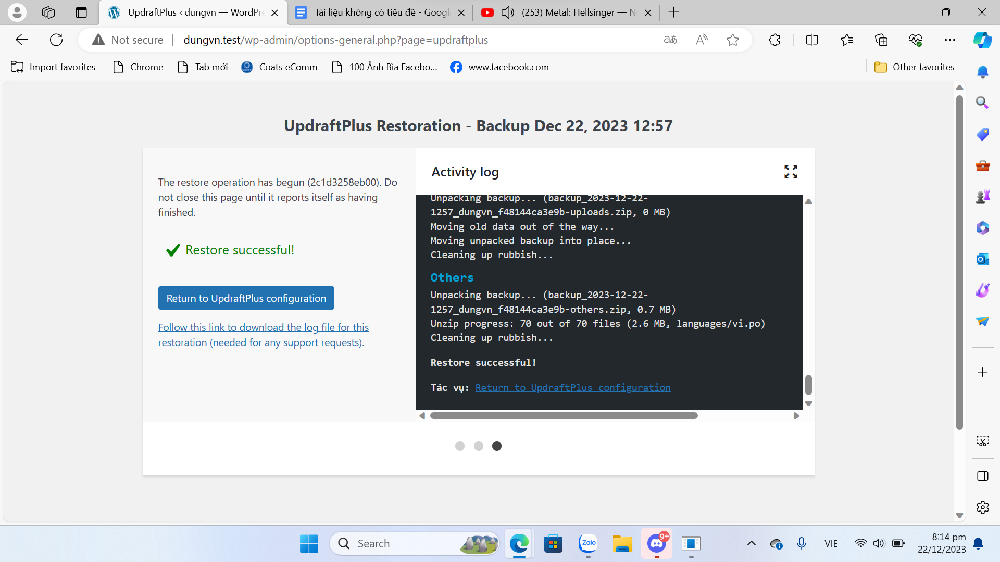 UpdraftPlus ‹ dungvn — WordPre
Tài liệu không có tiêu đề - Googl
(253) Metal: Hellsinger — N
Not secure
dungvn.test/wp-admin/options-general.php?page=updraftplus
Import favorites
Chrome
Tab mới
Coats eComm
100 Ảnh Bìa Facebo...
www.facebook.com
Other favorites
UpdraftPlus Restoration - Backup Dec 22, 2023 12:57
The restore operation has begun (2c1d3258eb00). Do
not close this page until it reports itself as having
finished.
Restore successful!
Return to UpdraftPlus configuration
Follow this link to download the log file for this
restoration (needed for any support requests).
Activity log
Unpacking backup... (backup_2023-12-22-
1257_dungvn_f48144ca3e9b-uploads.zip, 0 MB)
Moving old data out of the way...
Moving unpacked backup into place...
Cleaning up rubbish...
Others
Unpacking backup... (backup_2023-12-22-
1257_dungvn_f48144ca3e9b-others.zip, 0.7 MB)
Unzip progress: 70 out of 70 files (2.6 MB, languages/vi.po)
Cleaning up rubbish...
Restore successful!
Tác vụ: Return to UpdraftPlus configuration
Search
Zalo
9+
VIE
8:14 pm
22/12/2023